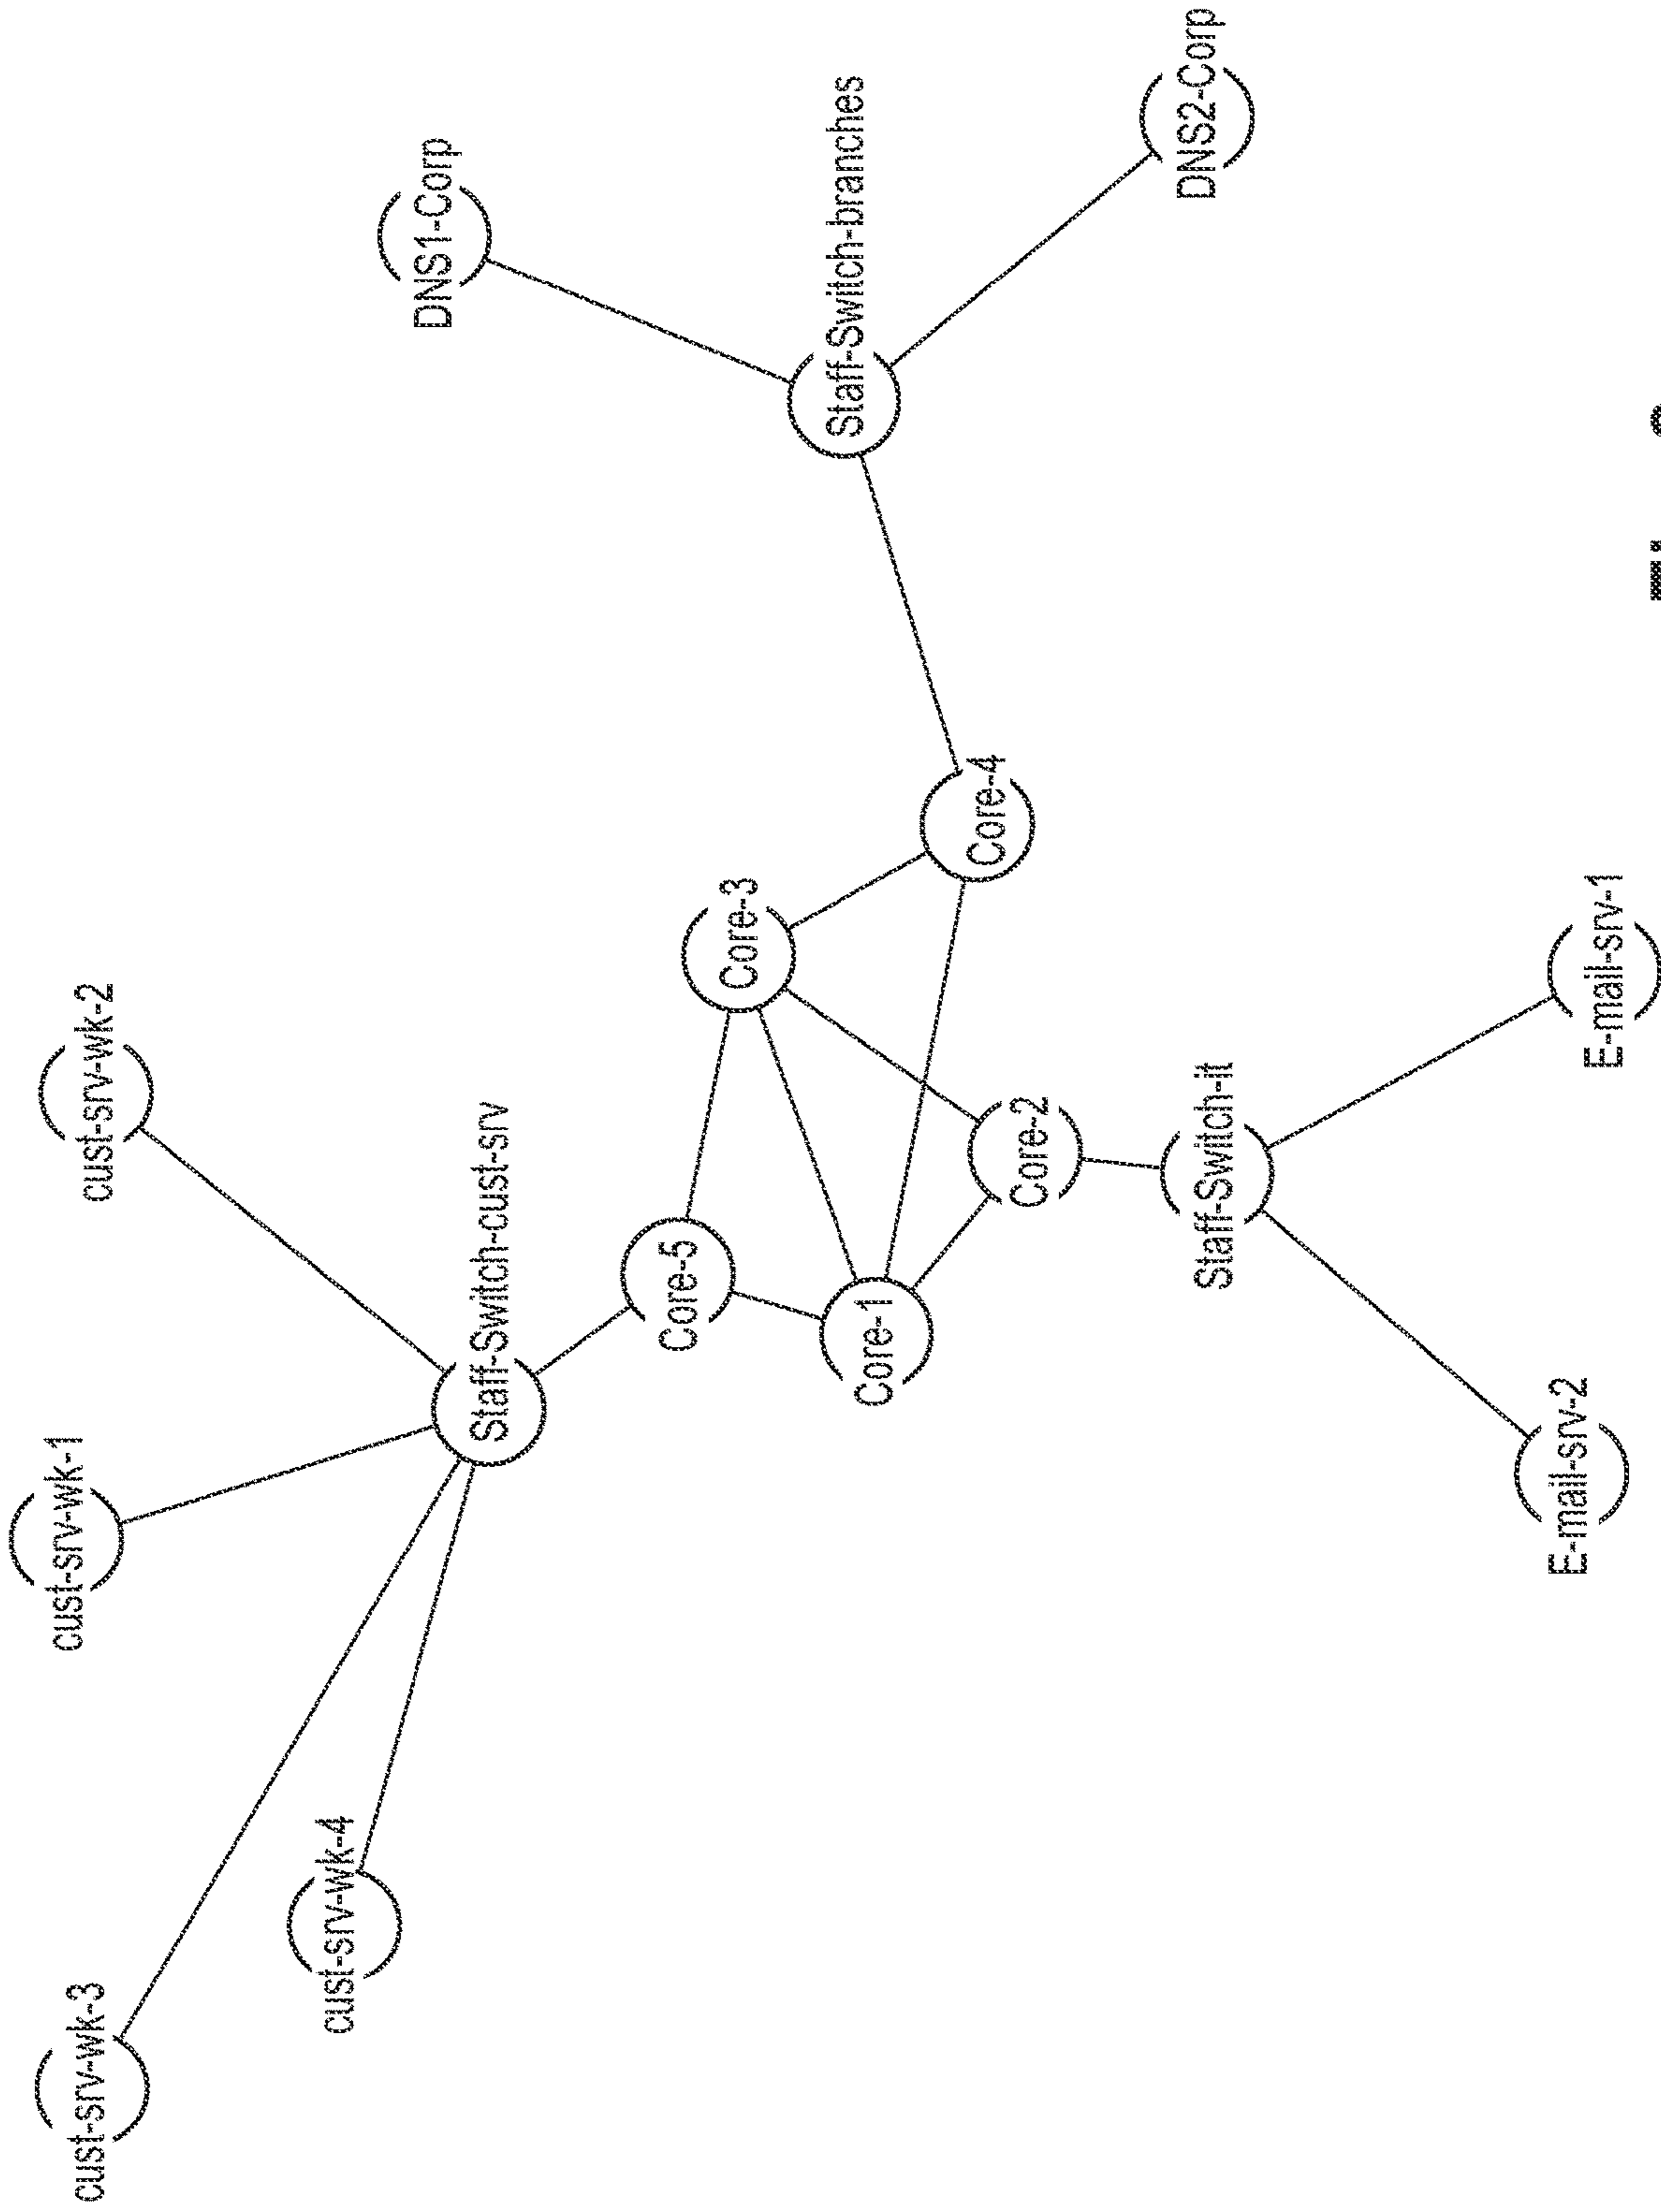 cust-srv-wk-3
cust-srv-wk-1
cust-srv-wk-2
cust-srv-wk-4
DNS1-Corp
Staff-Switch-cust-srv
Core-5
Core-3
Staff-Switch-branches
Core-1
Core-4
Core-2
DNS2-Corp
Staff-Switch-it
E-mail-srv-2
E-mail-srv-1